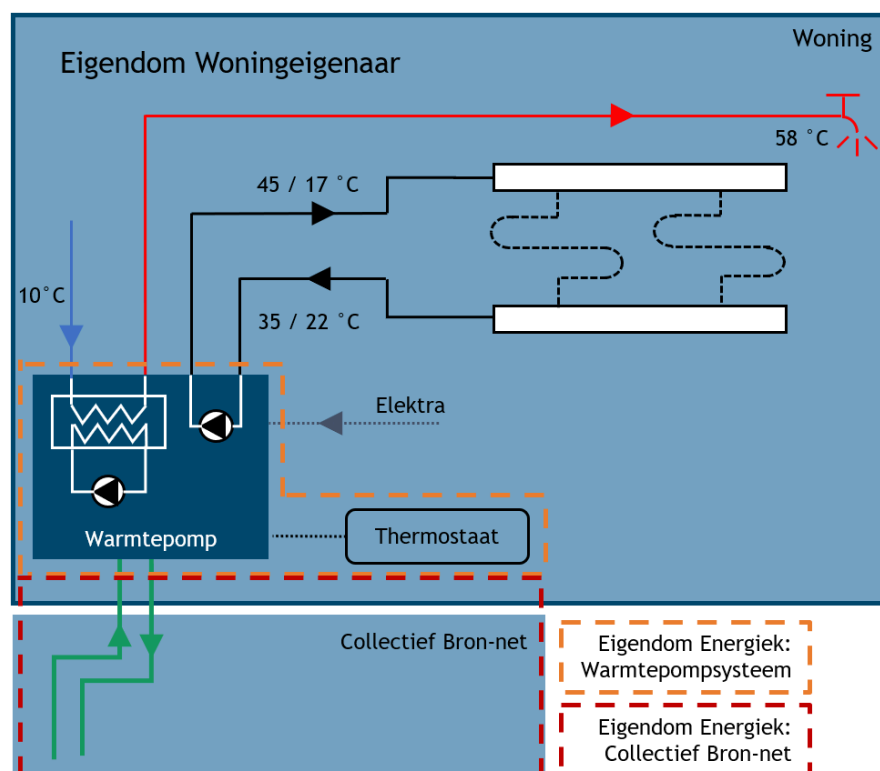 Woning
Eigendom Woningeigenaar
58 °C
45 / 17 °C
10°C
35 / 22 °C
Elektra
Warmtepomp
Thermostaat
Collectief Bron-net
Eigendom Energiek:
Warmtepompsysteem
Eigendom Energiek:
Collectief Bron-net